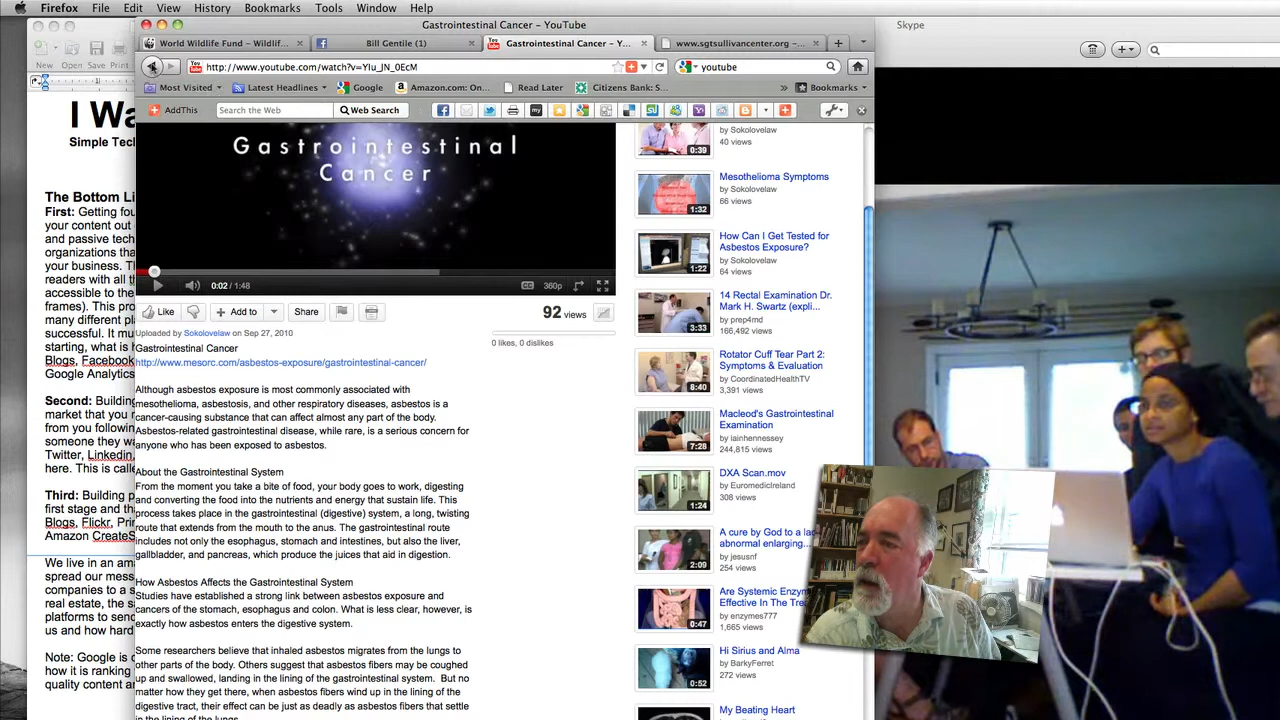 Firefox File Edit View History Bookmarks Tools Window Help
Gastrointestinal Cancer - YouTube
Skype
World Wildlife Fund – Wildlif...
Bill Gentile (1)
Gastrointestinal Cancer - Y...
www.sgtsullivancenter.org –...
http://www.youtube.com/watch?v=YIu_JN_0EcM
youtube
New Open Save Print
Most Visited
Latest Headlines
Google
Amazon.com: On...
Read Later
Citizens Bank: S...
Bookmarks
AddThis
Search the Web
Web Search
I Wa
Simple Tec
The Bottom Li
First: Getting fou
your content out
and passive tech
organizations tha
your business. Th
readers with all th
accessible to the
frames). This pro
many different pl
successful. It mu
starting, what is h
Blogs, Facebook
Google Analytics
Second: Building
market that you r
from you followin
someone they wa
Twitter, Linkedin,
here. This is calle
Third: Building p
first stage and th
Blogs, Flickr, Prin
Amazon CreateS
We live in an ama
spread our mess
companies to a s
real estate, the sa
platforms to send
us and how hard
Note: Google is c
how it is ranking
quality content a
Gastrointestinal
Cancer
0:02 / 1:48
CC
360p
Like
Add to
Share
92 views
Uploaded by Sokolovelaw on Sep 27, 2010
0 likes, 0 dislikes
Gastrointestinal Cancer
http://www.mesorc.com/asbestos-exposure/gastrointestinal-cancer/
Although asbestos exposure is most commonly associated with
mesothelioma, asbestosis, and other respiratory diseases, asbestos is a
cancer-causing substance that can affect almost any part of the body.
Asbestos-related gastrointestinal disease, while rare, is a serious concern for
anyone who has been exposed to asbestos.
About the Gastrointestinal System
From the moment you take a bite of food, your body goes to work, digesting
and converting the food into the nutrients and energy that sustain life. This
process takes place in the gastrointestinal (digestive) system, a long, twisting
route that extends from the mouth to the anus. The gastrointestinal route
includes not only the esophagus, stomach and intestines, but also the liver,
gallbladder, and pancreas, which produce the juices that aid in digestion.
How Asbestos Affects the Gastrointestinal System
Studies have established a strong link between asbestos exposure and
cancers of the stomach, esophagus and colon. What is less clear, however, is
exactly how asbestos enters the digestive system.
Some researchers believe that inhaled asbestos migrates from the lungs to
other parts of the body. Others suggest that asbestos fibers may be coughed
up and swallowed, landing in the lining of the gastrointestinal system. But no
matter how they get there, when asbestos fibers wind up in the lining of the
digestive tract, their effect can be just as deadly as asbestos fibers that settle
in the lining of the lungs.
0:39
by Sokolovelaw
40 views
1:32
Mesothelioma Symptoms
by Sokolovelaw
66 views
1:22
How Can I Get Tested for
Asbestos Exposure?
by Sokolovelaw
64 views
3:33
14 Rectal Examination Dr.
Mark H. Swartz (expli...
by prep4md
166,492 views
8:40
Rotator Cuff Tear Part 2:
Symptoms & Evaluation
by CoordinatedHealthTV
3,391 views
7:28
Macleod's Gastrointestinal
Examination
by iainhennessey
244,815 views
1:24
DXA Scan.mov
by EuromedicIreland
308 views
2:09
A cure by God to a lad
abnormal enlarging...
by jesusnf
254 views
0:47
Are Systemic Enzym
Effective In The Tre
by enzymes777
1,665 views
0:52
Hi Sirius and Alma
by BarkyFerret
272 views
My Beating Heart